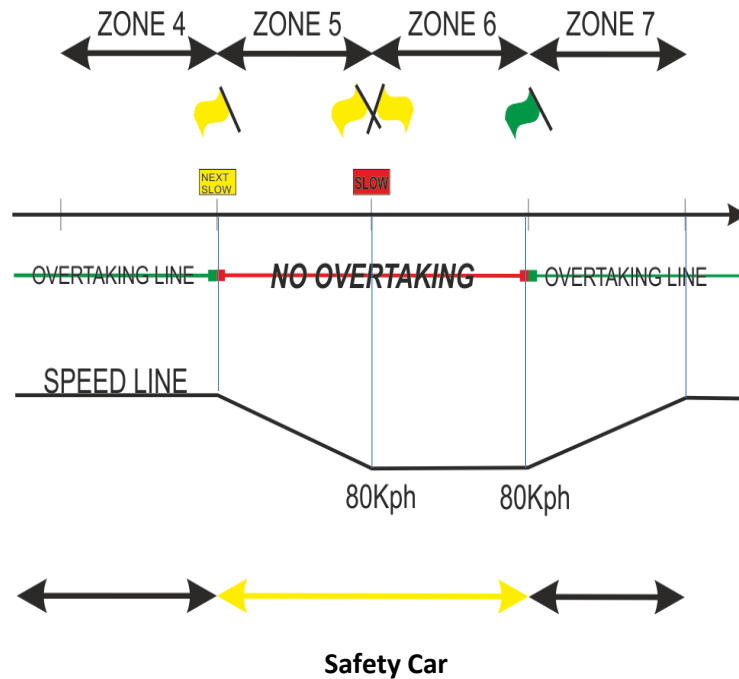 ZONE 4 ZONE 5 ZONE 6 ZONE 7
NEXT
SLOW
SLOW
OVERTAKING LINE NO OVERTAKING OVERTAKING LINE
SPEED LINE
80Kph 80Kph
Safety Car